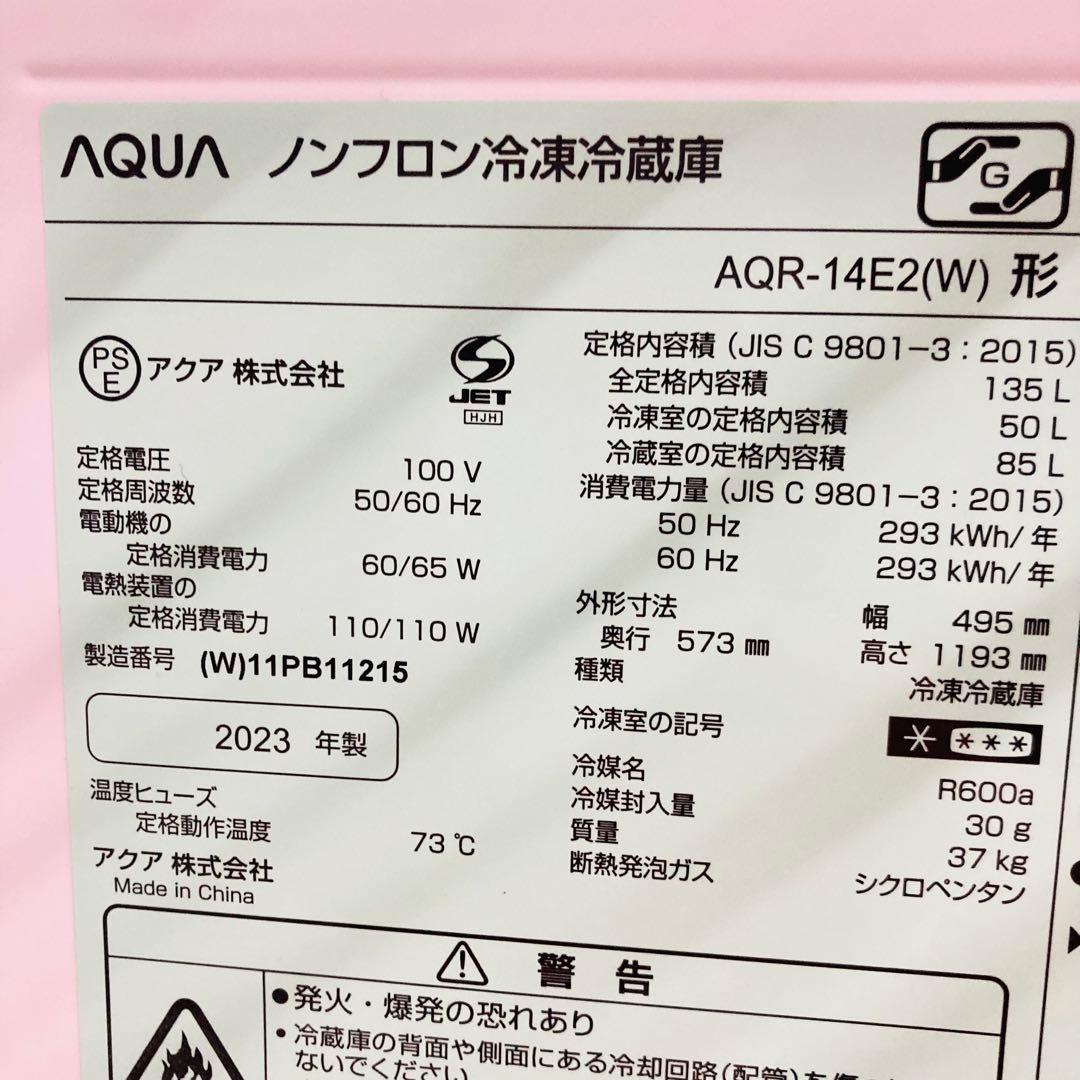 AQUA ノンフロン冷凍冷蔵庫
G
AQR-14E2(W) 形
PSE アクア 株式会社
JET
HJH
定格電圧 100 V
定格周波数 50/60 Hz
電動機の
定格消費電力 60/65 W
電熱装置の
定格消費電力 110/110 W
製造番号 (W)11PB11215
2023 年製
温度ヒューズ
定格動作温度 73 ℃
アクア 株式会社
Made in China
定格内容積 (JIS C 9801-3 : 2015)
全定格内容積 135 L
冷凍室の定格内容積 50 L
冷蔵室の定格内容積 85 L
消費電力量 (JIS C 9801-3 : 2015)
50 Hz 293 kWh/年
60 Hz 293 kWh/年
外形寸法 幅 495 ㎜
奥行 573 ㎜ 高さ 1193 ㎜
種類 冷凍冷蔵庫
冷凍室の記号 * ***
冷媒名 R600a
冷媒封入量 30 g
質量 37 kg
断熱発泡ガス シクロペンタン
警告
●発火・爆発の恐れあり
・冷蔵庫の背面や側面にある冷却回路(配管)を
ないでください